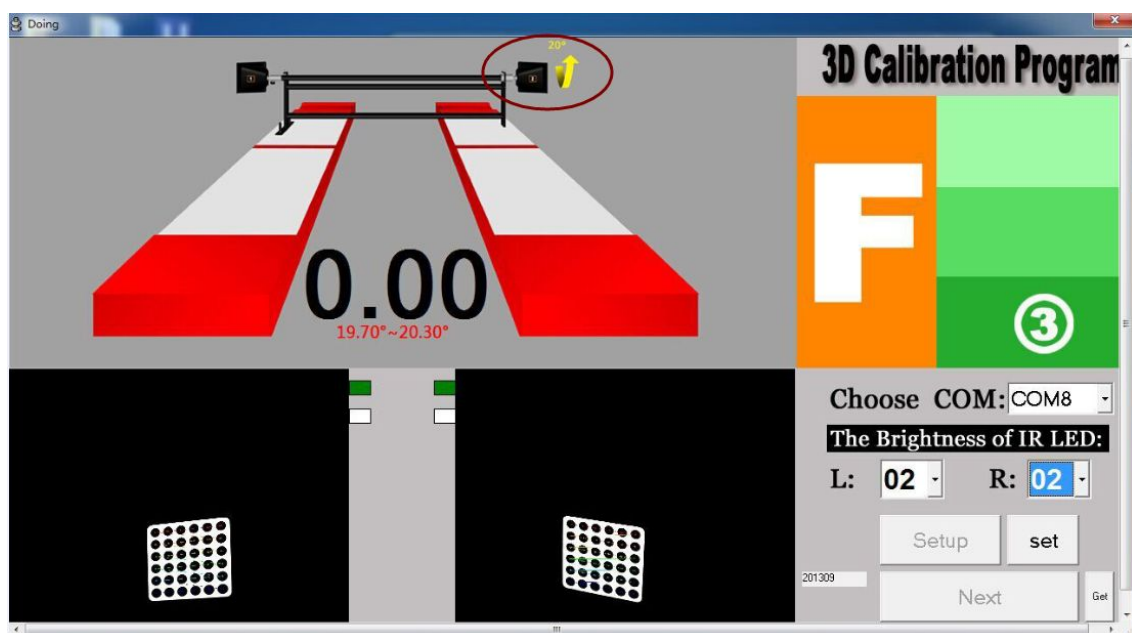 Doing
20°
3D Calibration Program
F
③
0.00
19.70°~20.30°
Choose COM: COM8
The Brightness of IR LED:
L: 02 R: 02
Setup set
201309
Next Get